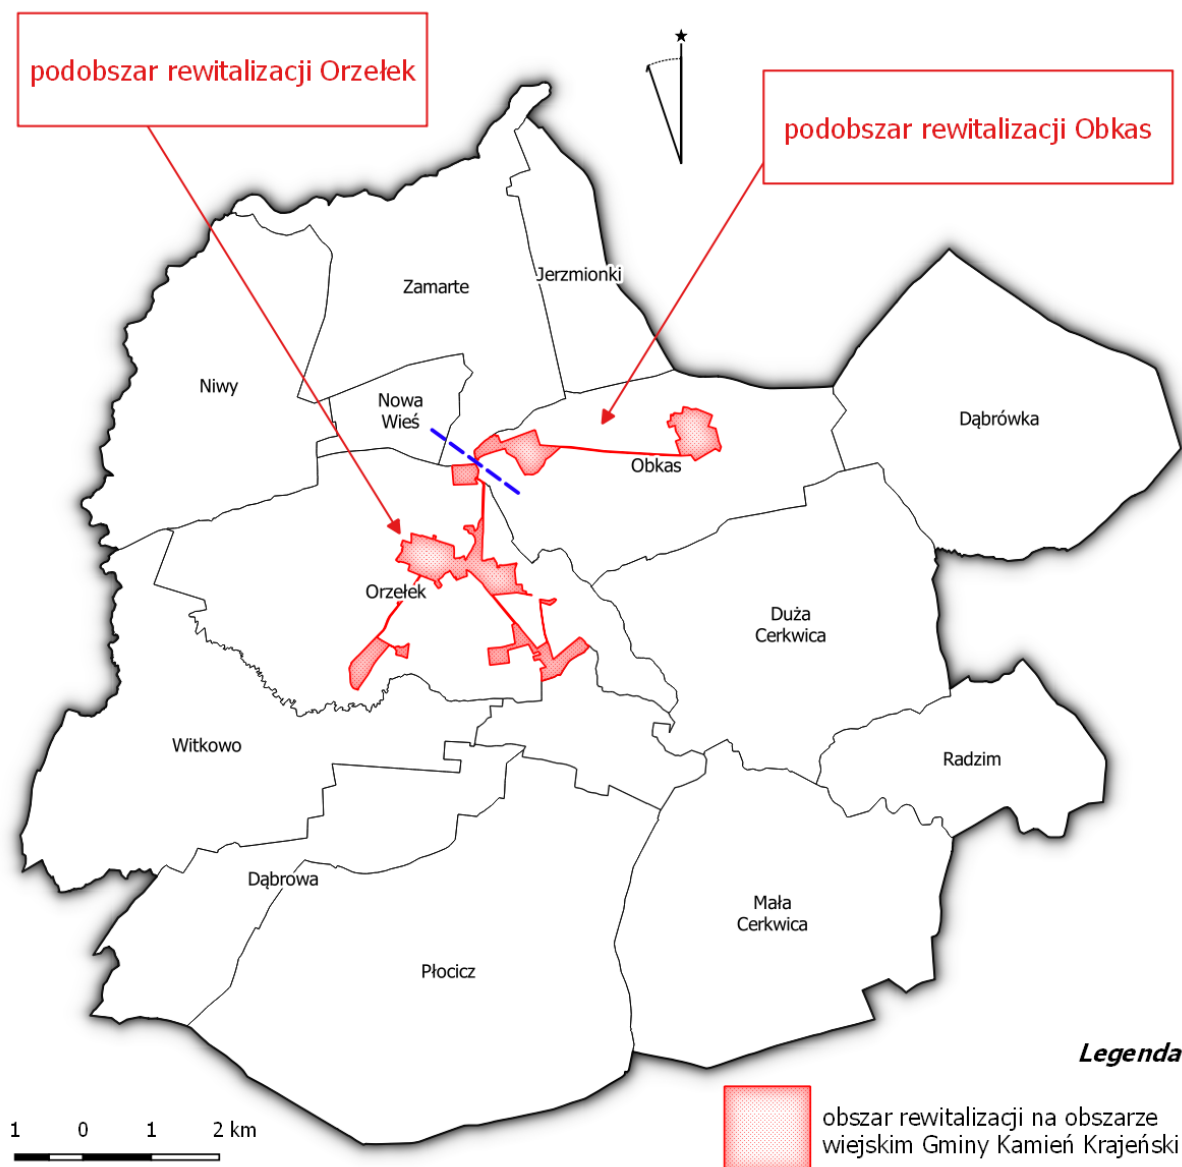 podobszar rewitalizacji Orzełek
podobszar rewitalizacji Obkas
Jerzmionki
Zamarte
Niwy
Nowa
Wieś
Dąbrówka
Obkas
Orzełek
Duża
Cerkwica
Witkowo
Radzim
Dąbrowa
Mała
Cerkwica
Płocicz
Legenda
1 0 1 2 km
obszar rewitalizacji na obszarze
wiejskim Gminy Kamień Krajeński